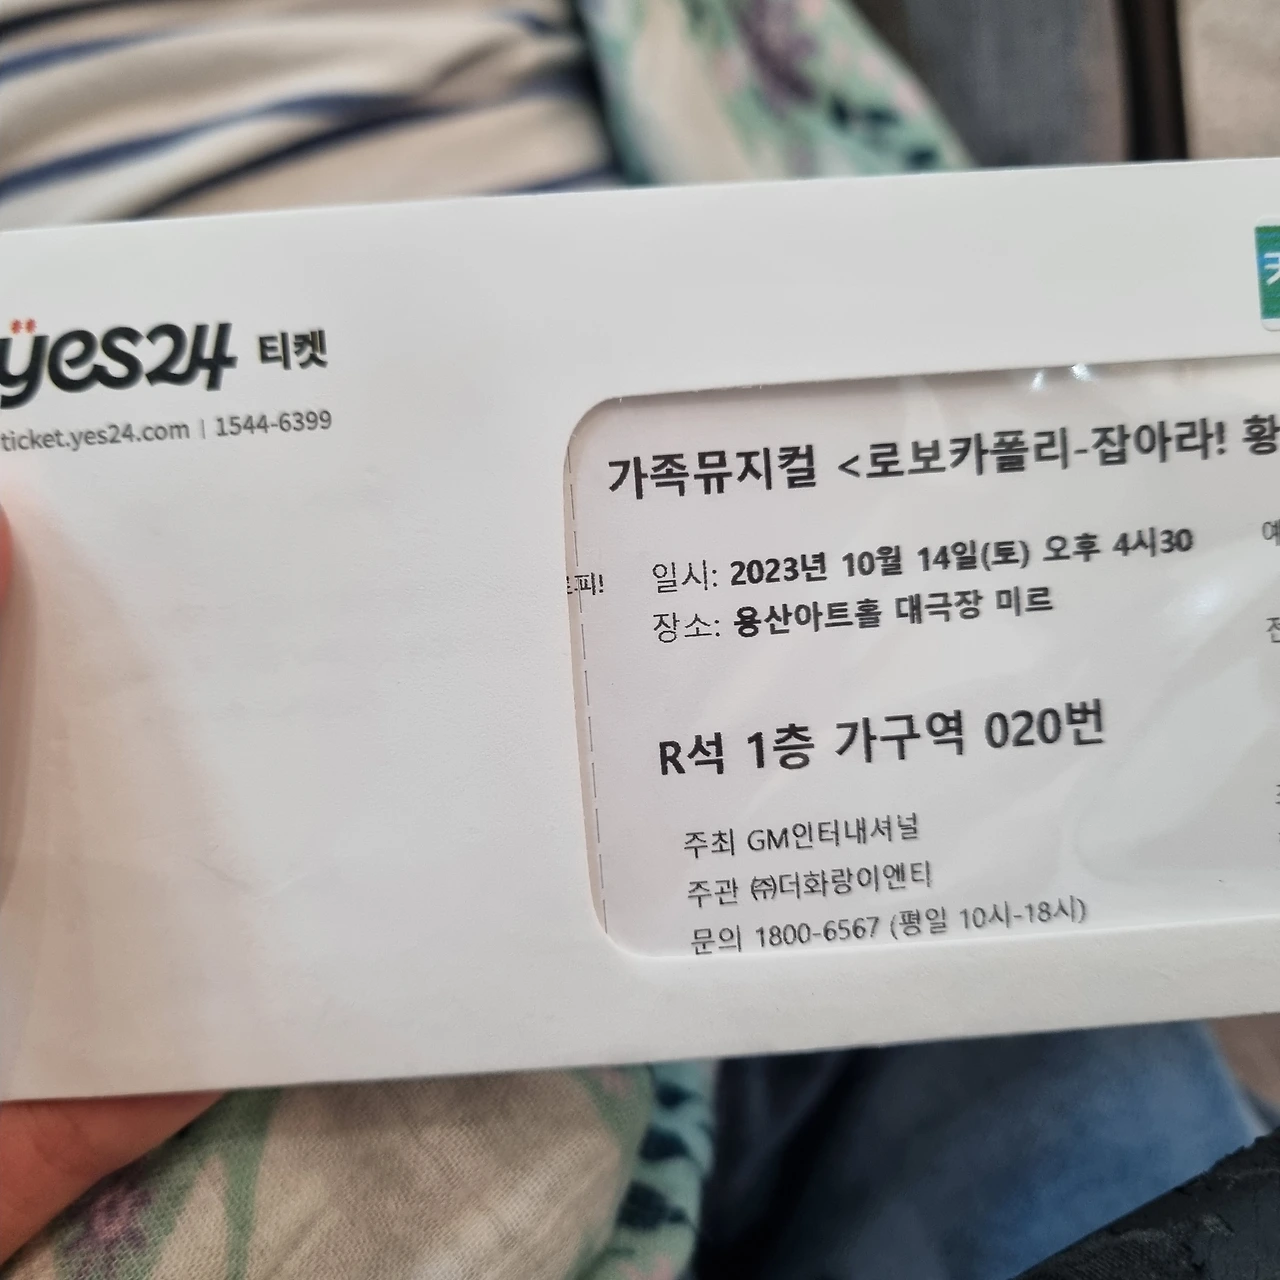 yes24 티켓
ticket.yes24.com | 1544-6399
가족뮤지컬 <로보카폴리-잡아라! 황
일시: 2023년 10월 14일(토) 오후 4시30
장소: 용산아트홀 대극장 미르
피!
R석 1층 가구역 020번
주최 GM인터내셔널
주관 ㈜더화랑이엔티
문의 1800-6567 (평일 10시-18시)